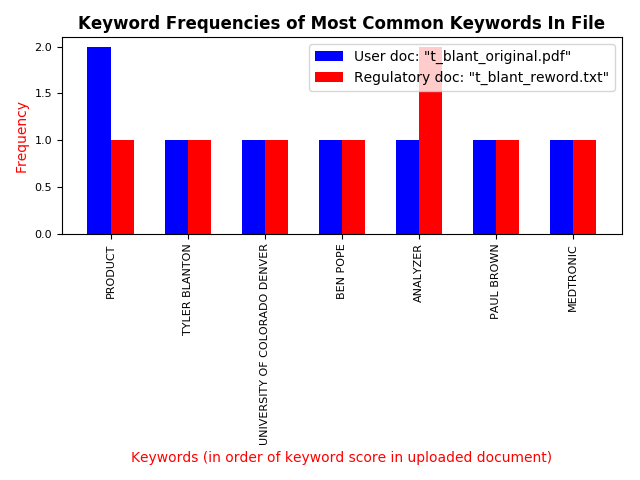 Keyword Frequencies of Most Common Keywords In File
User doc: "t_blant_original.pdf"
Regulatory doc: "t_blant_reword.txt"
Frequency
2.0
1.5
1.0
0.5
0.0
PRODUCT
TYLER BLANTON
UNIVERSITY OF COLORADO DENVER
BEN POPE
ANALYZER
PAUL BROWN
MEDTRONIC
Keywords (in order of keyword score in uploaded document)